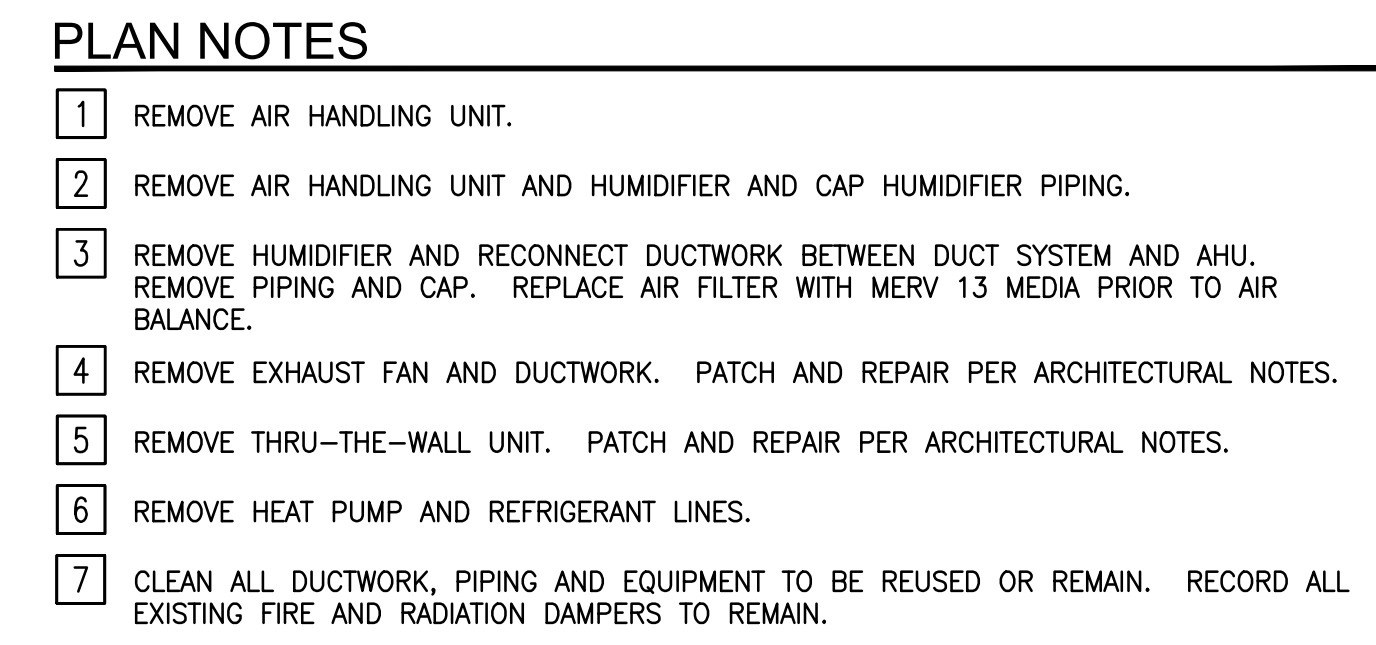 PLAN NOTES
1 REMOVE AIR HANDLING UNIT.
2 REMOVE AIR HANDLING UNIT AND HUMIDIFIER AND CAP HUMIDIFIER PIPING.
3 REMOVE HUMIDIFIER AND RECONNECT DUCTWORK BETWEEN DUCT SYSTEM AND AHU.
REMOVE PIPING AND CAP. REPLACE AIR FILTER WITH MERV 13 MEDIA PRIOR TO AIR
BALANCE.
4 REMOVE EXHAUST FAN AND DUCTWORK. PATCH AND REPAIR PER ARCHITECTURAL NOTES.
5 REMOVE THRU-THE-WALL UNIT. PATCH AND REPAIR PER ARCHITECTURAL NOTES.
6 REMOVE HEAT PUMP AND REFRIGERANT LINES.
7 CLEAN ALL DUCTWORK, PIPING AND EQUIPMENT TO BE REUSED OR REMAIN. RECORD ALL
EXISTING FIRE AND RADIATION DAMPERS TO REMAIN.